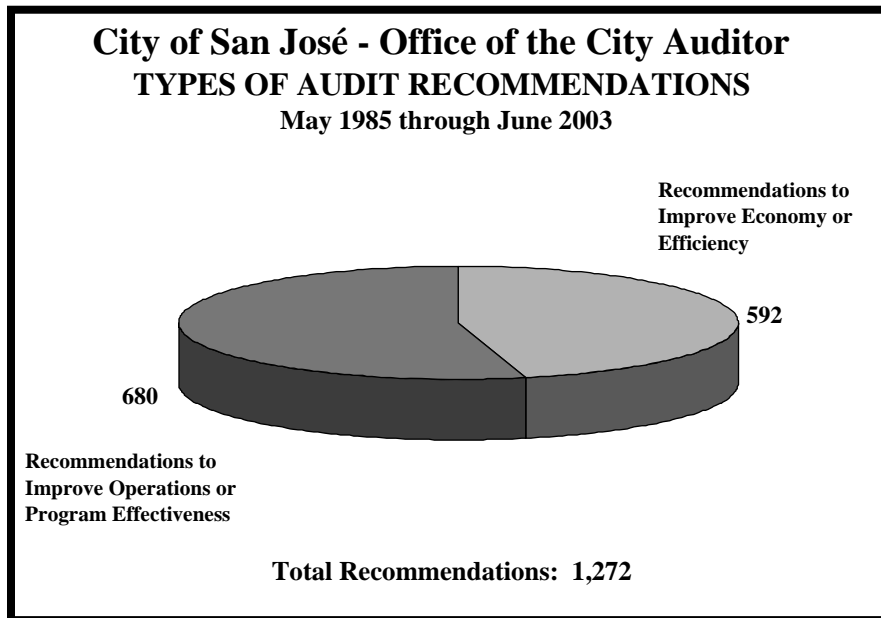 City of San José - Office of the City Auditor
TYPES OF AUDIT RECOMMENDATIONS
May 1985 through June 2003
Recommendations to
Improve Economy or
Efficiency
592
680
Recommendations to
Improve Operations or
Program Effectiveness
Total Recommendations: 1,272